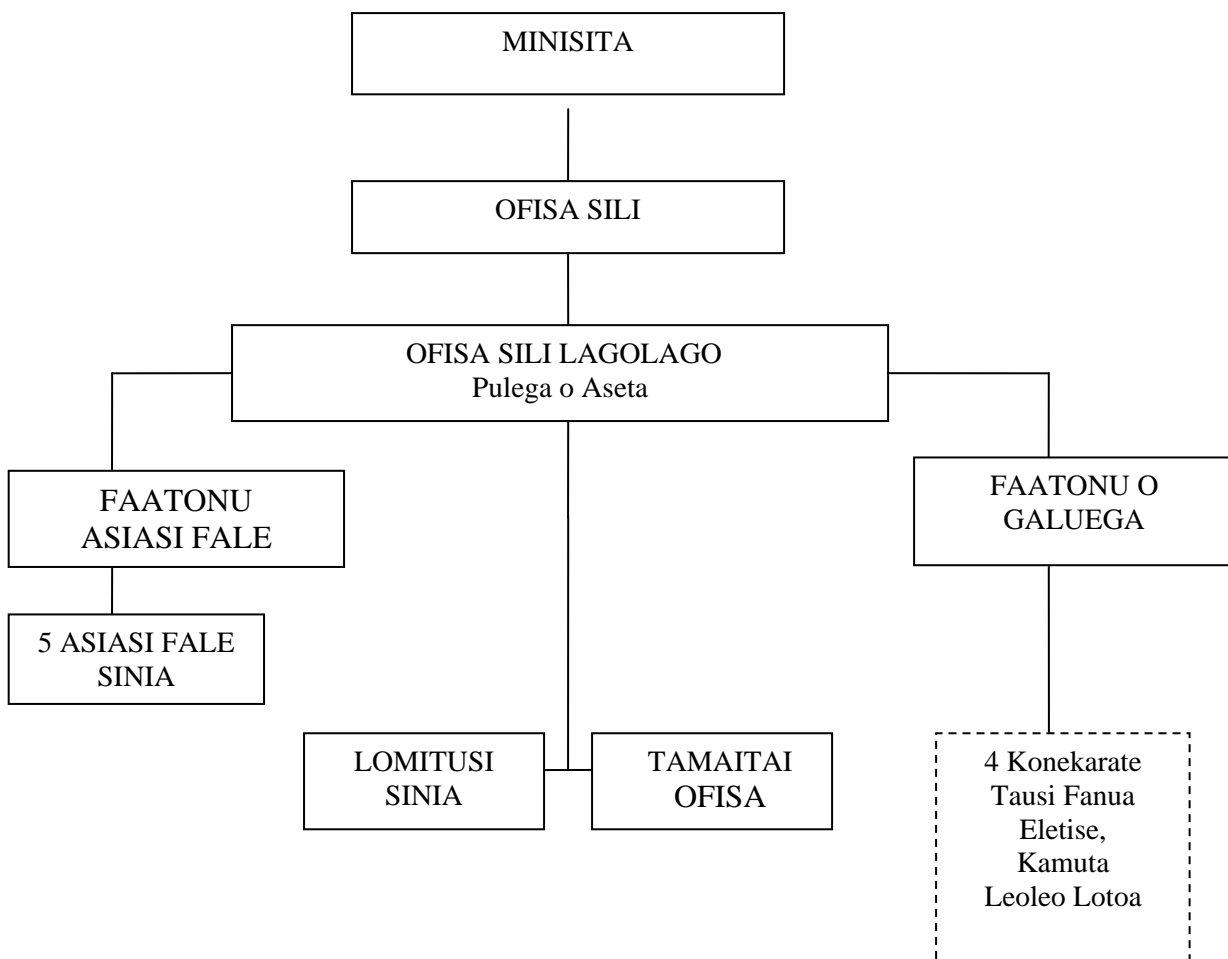 MINISITA
OFISA SILI
OFISA SILI LAGOLAGO
Pulega o Aseta
FAATONU
ASIASI FALE
FAATONU O
GALUEGA
5 ASIASI FALE
SINIA
LOMITUSI
SINIA
TAMAITAI
OFISA
4 Konekarate
Tausi Fanua
Eletise,
Kamuta
Leoleo Lotoa